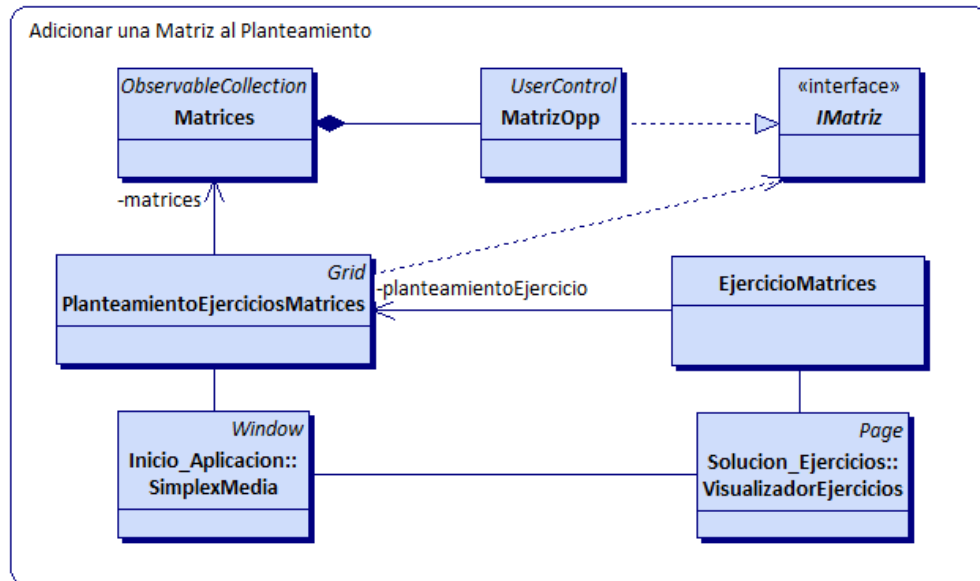 Adicionar una Matriz al Planteamiento
ObservableCollection
Matrices
UserControl
MatrizOpp
«interface»
IMatriz
-matrices
Grid
PlanteamientoEjerciciosMatrices
-planteamientoEjercicio
EjercicioMatrices
Window
Inicio_Aplicacion::
SimplexMedia
Page
Solucion_Ejercicios::
VisualizadorEjercicios